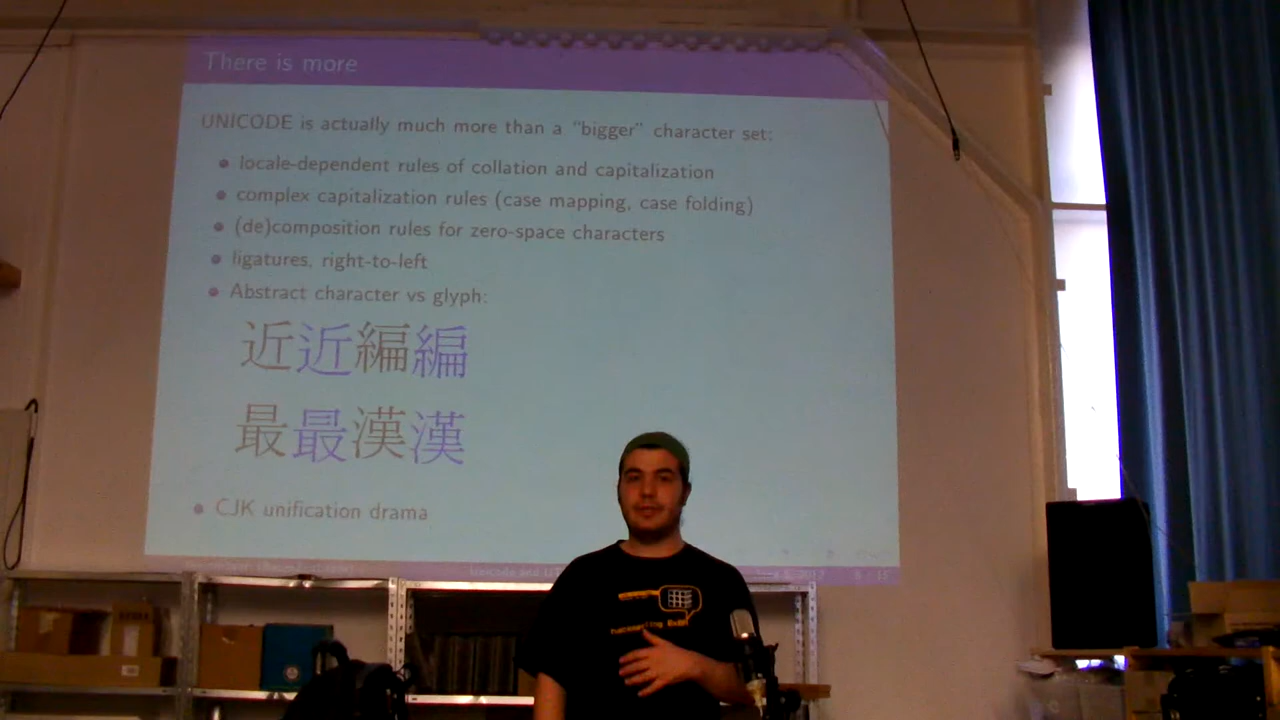 There is more
UNICODE is actually much more than a "bigger" character set:
• locale-dependent rules of collation and capitalization
• complex capitalization rules (case mapping, case folding)
• (de)composition rules for zero-space characters
• ligatures, right-to-left
• Abstract character vs glyph:
近近編編
最最漢漢
• CJK unification drama